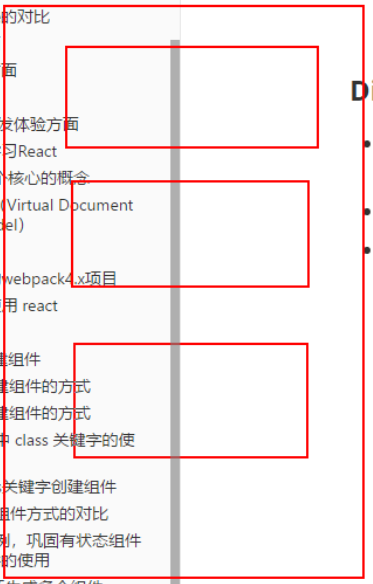 的对比
面
发体验方面
习React
个核心的概念
(Virtual Document
del)
webpack4.x项目
使用 react
建组件
建组件的方式
建组件的方式
中 class 关键字的使
s关键字创建组件
组件方式的对比
例，巩固有状态组件
的使用
Di